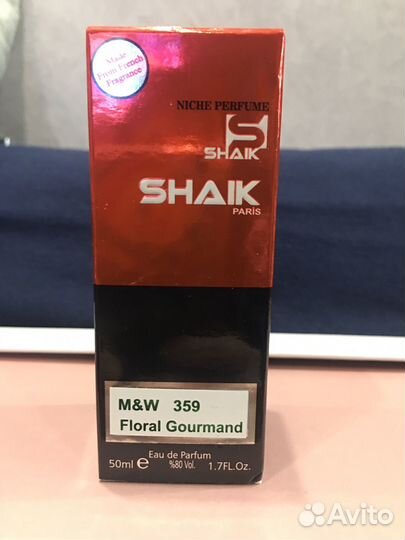 Made
From French
Fragrance
NICHE PERFUME
S
SHAIK
SHAIK
PARİS
M&W 359
Floral Gourmand
Eau de Parfum
50ml e %80 Vol. 1.7FL.Oz.
Avito